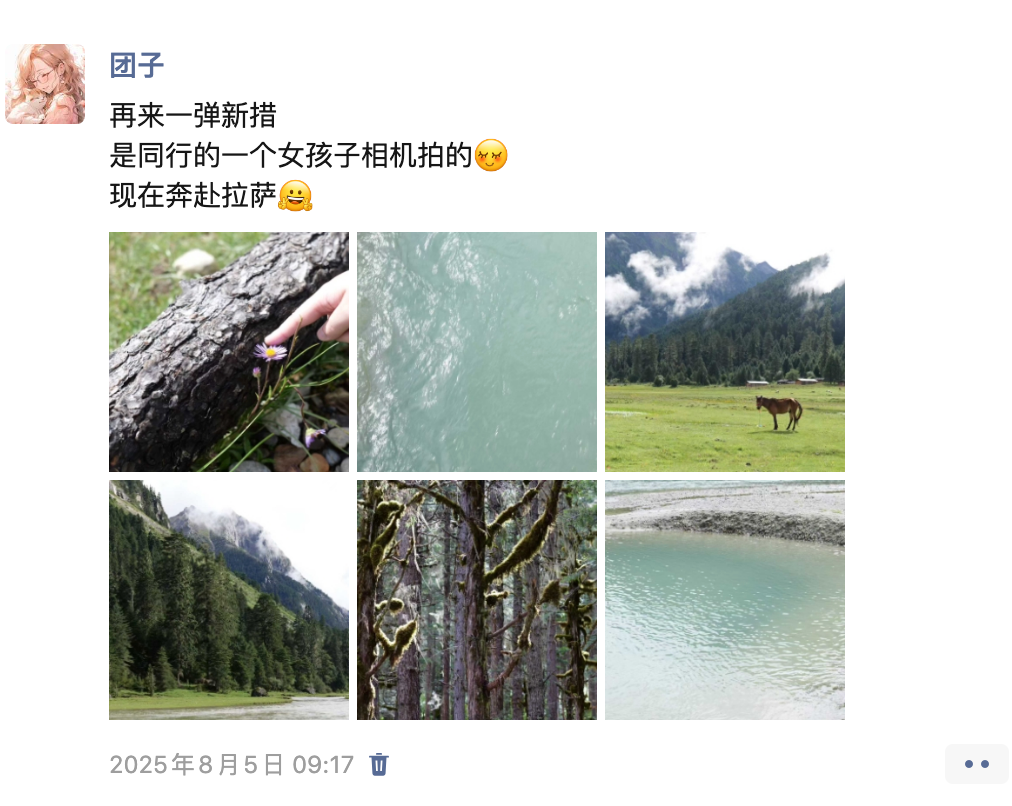 团子
再来一弹新措
是同行的一个女孩子相机拍的😚
现在奔赴拉萨🤗
2025年8月5日 09:17